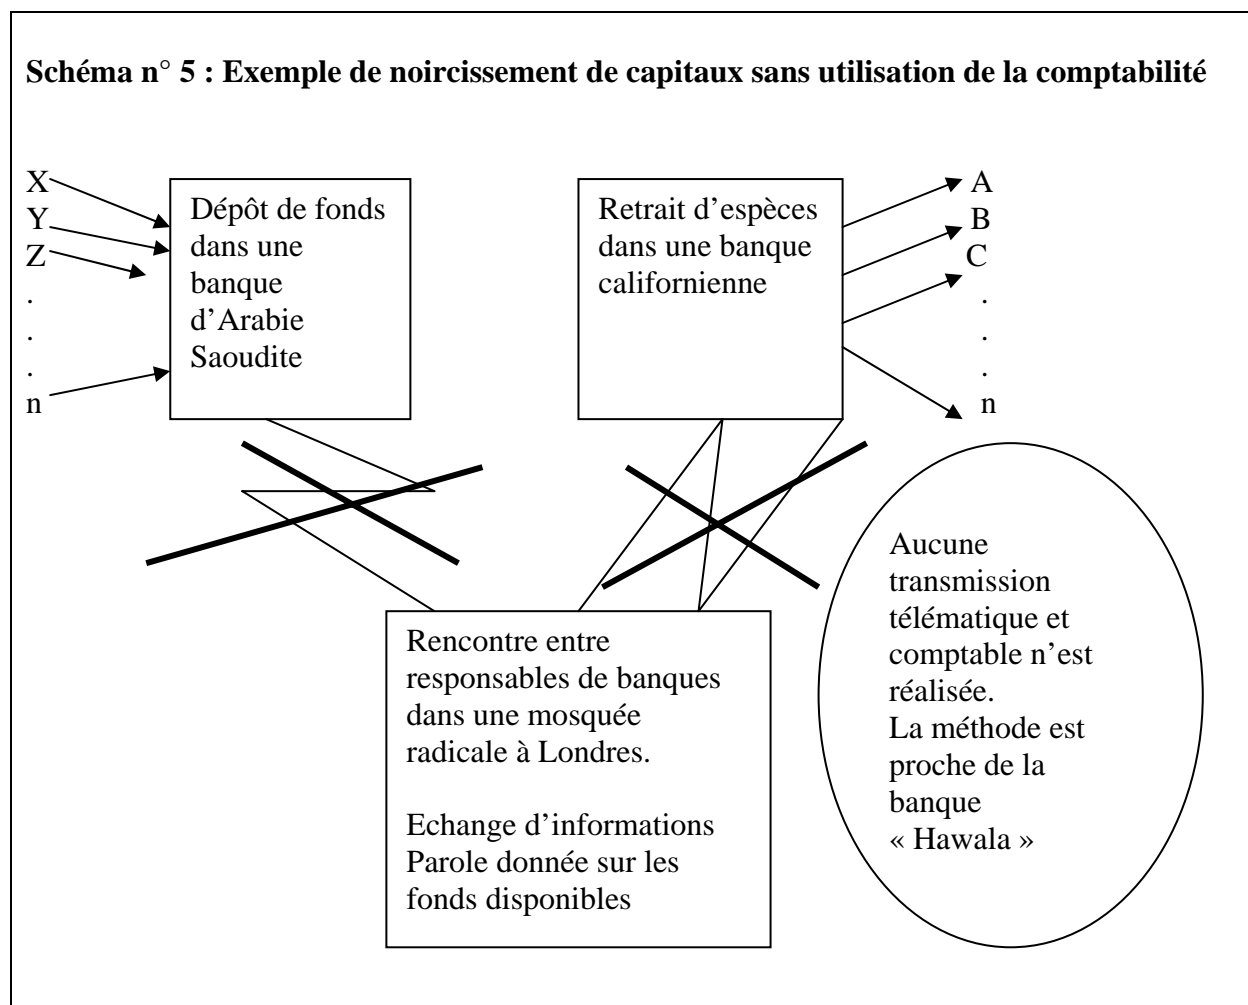 Schéma n° 5 : Exemple de noircissement de capitaux sans utilisation de la comptabilité
X
Y
Z
.
.
.
n
Dépôt de fonds
dans une
banque
d’Arabie
Saoudite
Retrait d’espèces
dans une banque
californienne
A
B
C
.
.
.
n
Rencontre entre
responsables de banques
dans une mosquée
radicale à Londres.
Echange d’informations
Parole donnée sur les
fonds disponibles
Aucune
transmission
télématique et
comptable n’est
réalisée.
La méthode est
proche de la
banque
« Hawala »